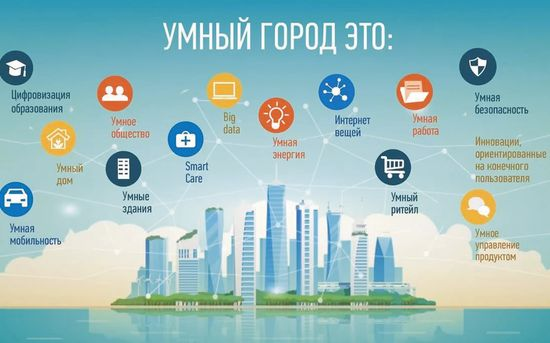 УМНЫЙ ГОРОД ЭТО:
Цифровизация
образования
Умное
общество
Big
data
Умная
энергия
Интернет
вещей
Умная
работа
Умная
безопасность
Умный
дом
Умные
здания
Smart
Care
Умный
ритейл
Инновации,
ориентированные
на конечного
пользователя
Умная
мобильность
Умное
управление
продуктом